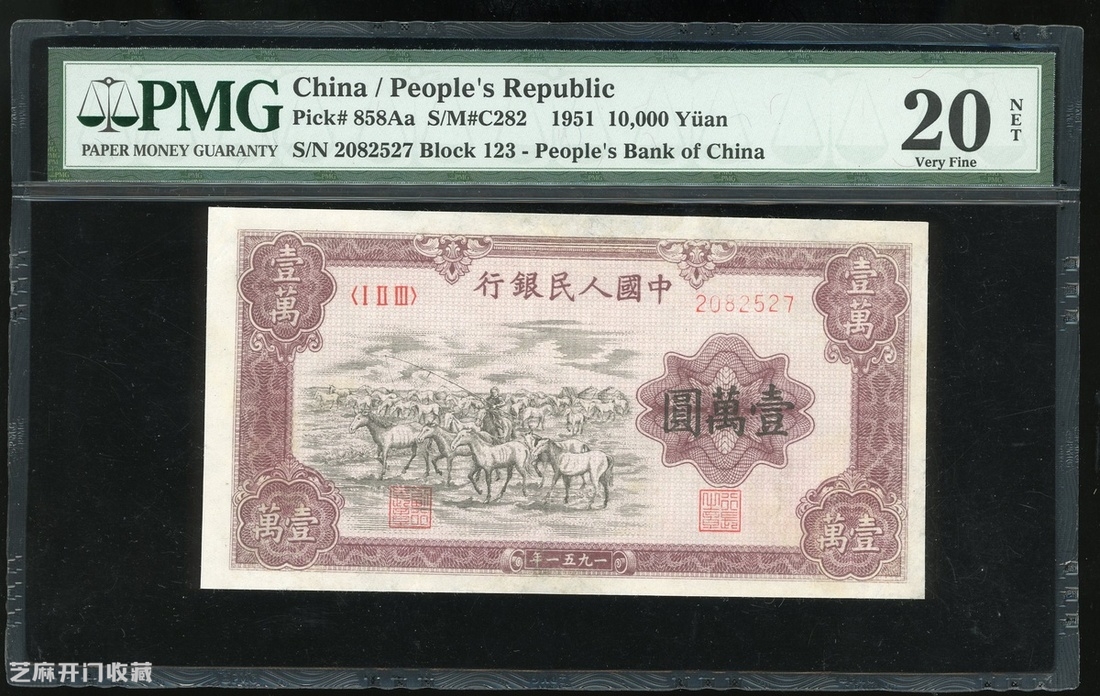 PMG
PAPER MONEY GUARANTY
China / People's Republic
Pick# 858Aa S/M#C282 1951 10,000 Yüan
S/N 2082527 Block 123 - People's Bank of China
20
Very Fine
NET
壹萬
行銀民人國中
壹萬
〈I II III〉
2082527
圓萬壹
萬壹
萬壹
年一五九一
芝麻开门收藏